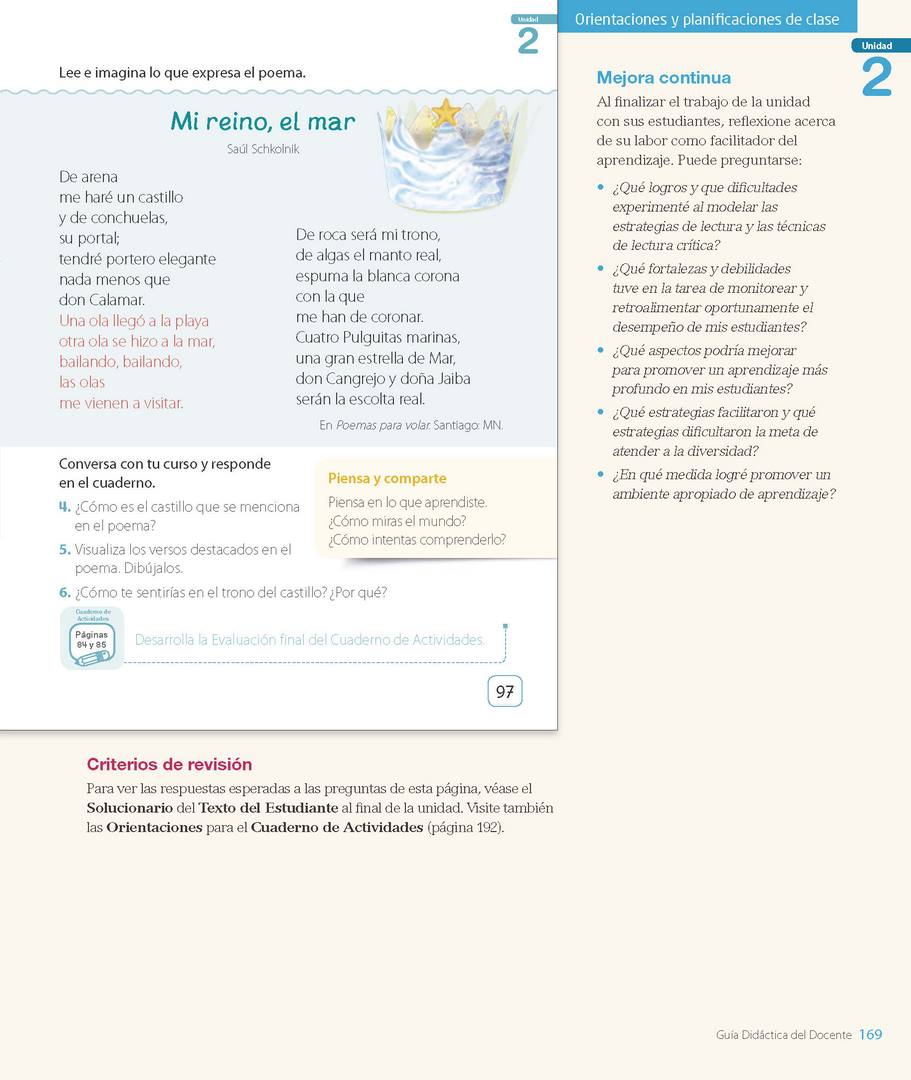 Unidad
2
Lee e imagina lo que expresa el poema.
Mi reino, el mar
Saúl Schkolnik
De arena
me haré un castillo
y de conchuelas,
su portal;
tendré portero elegante
nada menos que
don Calamar.
Una ola llegó a la playa
otra ola se hizo a la mar,
bailando, bailando,
las olas
me vienen a visitar.
De roca será mi trono,
de algas el manto real,
espuma la blanca corona
con la que
me han de coronar.
Cuatro Pulguitas marinas,
una gran estrella de Mar,
don Cangrejo y doña Jaiba
serán la escolta real.
En Poemas para volar. Santiago: MN.
Conversa con tu curso y responde
en el cuaderno.
4. ¿Cómo es el castillo que se menciona
en el poema?
5. Visualiza los versos destacados en el
poema. Dibújalos.
6. ¿Cómo te sentirías en el trono del castillo? ¿Por qué?
Piensa y comparte
Piensa en lo que aprendiste.
¿Cómo miras el mundo?
¿Cómo intentas comprenderlo?
Cuaderno de
Actividades
Páginas
84 y 85
Desarrolla la Evaluación final del Cuaderno de Actividades.
97
Criterios de revisión
Para ver las respuestas esperadas a las preguntas de esta página, véase el
Solucionario del Texto del Estudiante al final de la unidad. Visite también
las Orientaciones para el Cuaderno de Actividades (página 192).
Orientaciones y planificaciones de clase
Unidad
2
Mejora continua
Al finalizar el trabajo de la unidad
con sus estudiantes, reflexione acerca
de su labor como facilitador del
aprendizaje. Puede preguntarse:
• ¿Qué logros y que dificultades
experimenté al modelar las
estrategias de lectura y las técnicas
de lectura crítica?
• ¿Qué fortalezas y debilidades
tuve en la tarea de monitorear y
retroalimentar oportunamente el
desempeño de mis estudiantes?
• ¿Qué aspectos podría mejorar
para promover un aprendizaje más
profundo en mis estudiantes?
• ¿Qué estrategias facilitaron y qué
estrategias dificultaron la meta de
atender a la diversidad?
• ¿En qué medida logré promover un
ambiente apropiado de aprendizaje?
Guía Didáctica del Docente 169